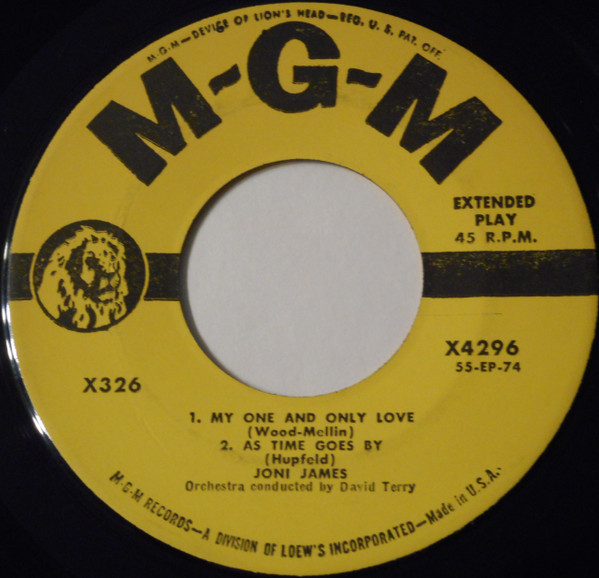 M-G-M—DEVICE OF LION'S HEAD—REG. U. S. PAT. OFF.
M-G-M
EXTENDED
PLAY
45 R.P.M.
X4296
55-EP-74
X326
1. MY ONE AND ONLY LOVE
(Wood-Mellin)
2. AS TIME GOES BY
(Hupfeld)
JONI JAMES
Orchestra conducted by David Terry
M-G-M RECORDS—A DIVISION OF LOEW'S INCORPORATED—Made in U.S.A.